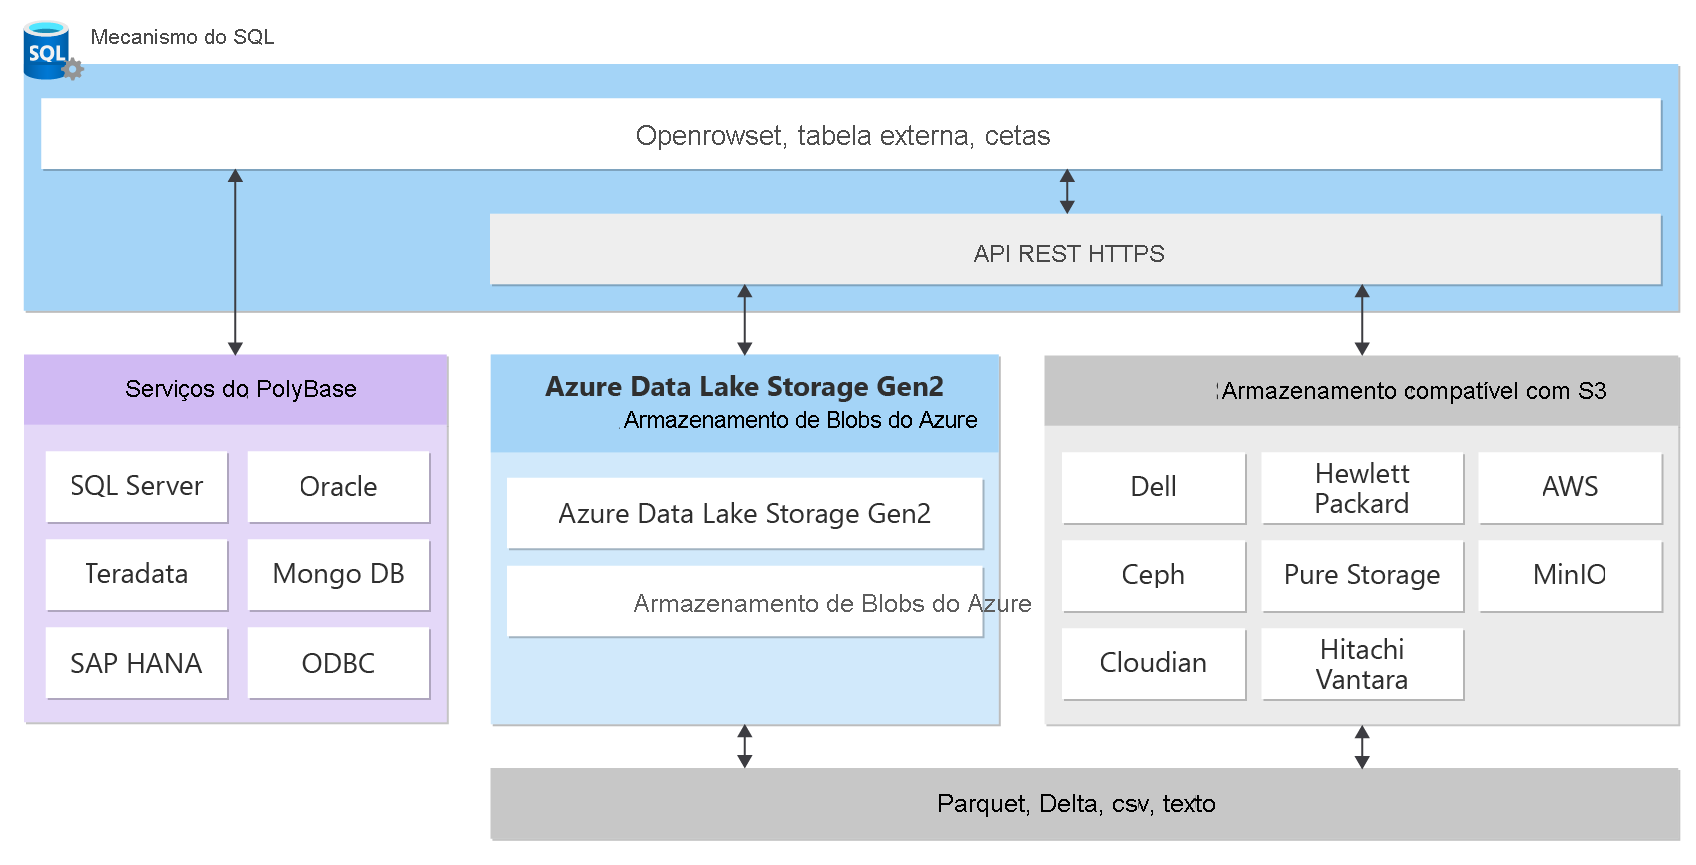 SQL
Mecanismo do SQL
Openrowset, tabela externa, cetas
API REST HTTPS
Serviços do PolyBase
SQL Server
Oracle
Teradata
Mongo DB
SAP HANA
ODBC
Azure Data Lake Storage Gen2
Armazenamento de Blobs do Azure
Azure Data Lake Storage Gen2
Armazenamento de Blobs do Azure
Armazenamento compatível com S3
Dell
Hewlett
Packard
AWS
Ceph
Pure Storage
MinIO
Cloudian
Hitachi
Vantara
Parquet, Delta, csv, texto